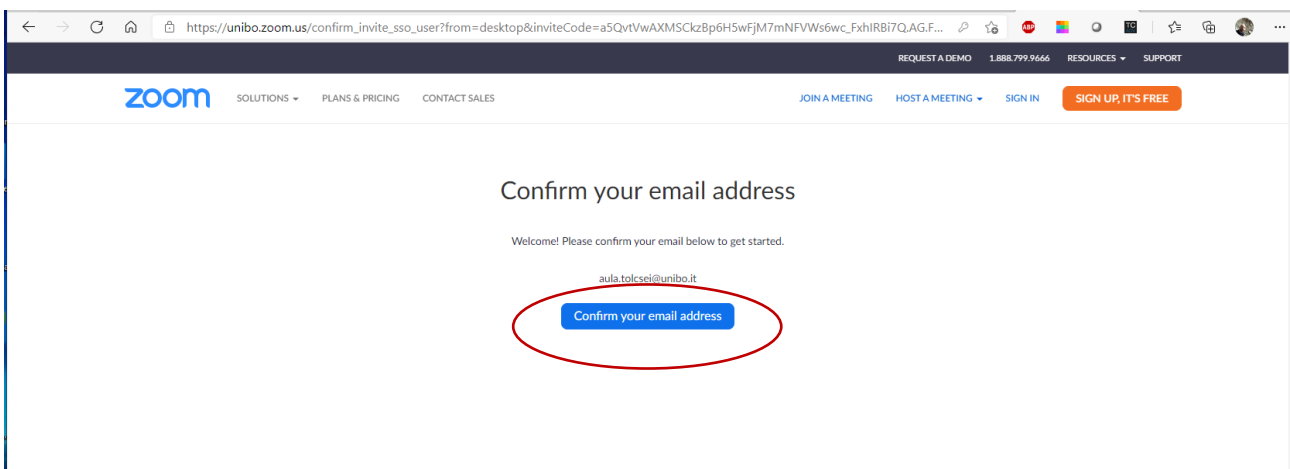 https://unibo.zoom.us/confirm_invite_sso_user?from=desktop&inviteCode=a5QvtVwAXMSCkzBp6H5wFjM7mNFVWs6wc_FxhIRBi7Q.AG.F...
ABP
TC
REQUEST A DEMO 1.888.799.9666 RESOURCES SUPPORT
zoom SOLUTIONS PLANS & PRICING CONTACT SALES JOIN A MEETING HOST A MEETING SIGN IN SIGN UP, IT'S FREE
Confirm your email address
Welcome! Please confirm your email below to get started.
aula.tolcsei@unibo.it
Confirm your email address